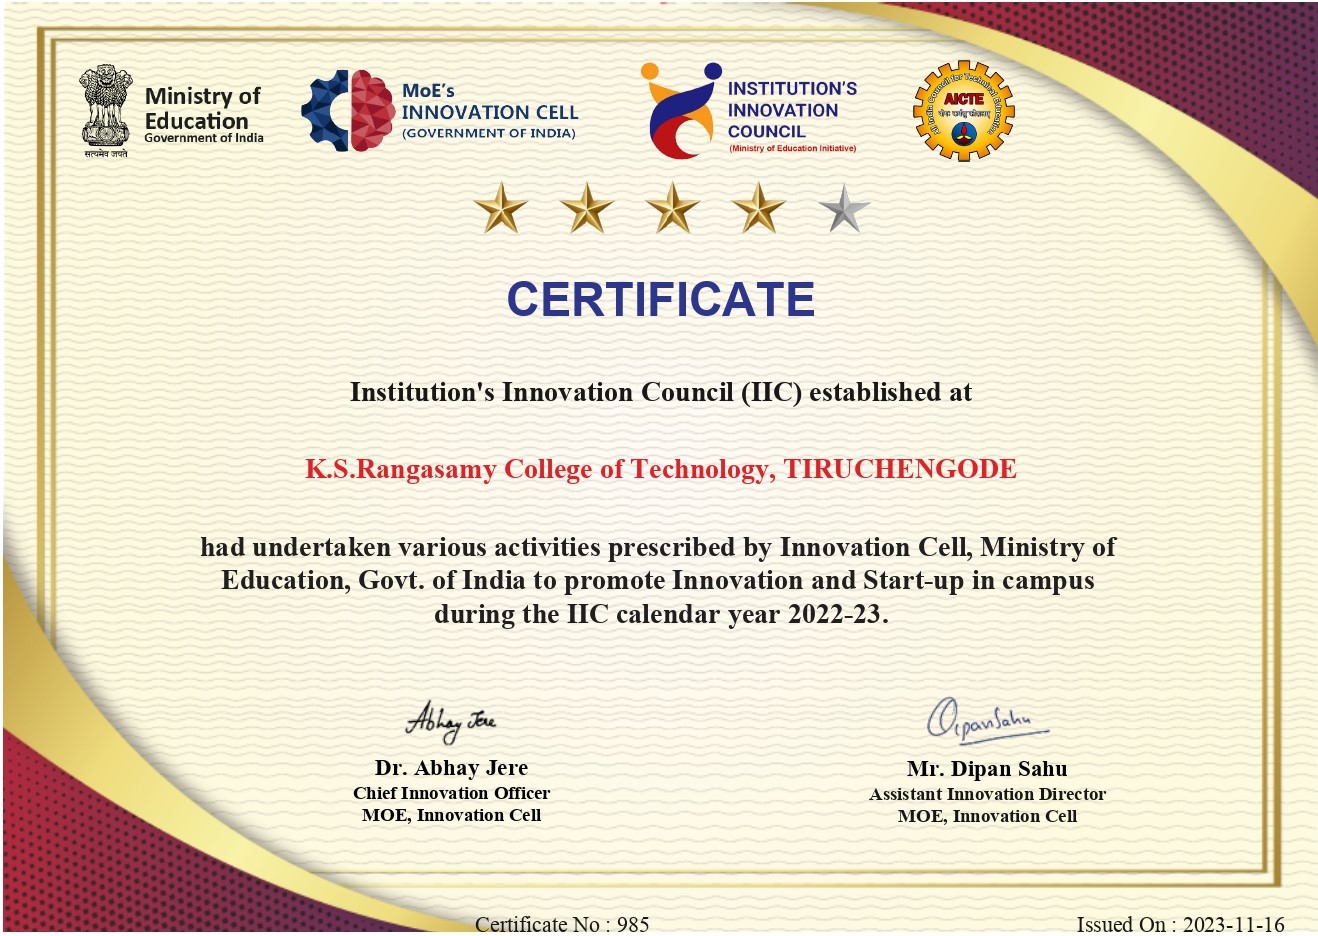 सत्यमेव जयते
Ministry of
Education
Government of India
MoE's
INNOVATION CELL
(GOVERNMENT OF INDIA)
INSTITUTION'S
INNOVATION
COUNCIL
(Ministry of Education Initiative)
All India Council for Technical Education
AICTE
CERTIFICATE
Institution's Innovation Council (IIC) established at
K.S.Rangasamy College of Technology, TIRUCHENGODE
had undertaken various activities prescribed by Innovation Cell, Ministry of
Education, Govt. of India to promote Innovation and Start-up in campus
during the IIC calendar year 2022-23.
Abhay Jere
Dr. Abhay Jere
Chief Innovation Officer
MOE, Innovation Cell
DipanSahu
Mr. Dipan Sahu
Assistant Innovation Director
MOE, Innovation Cell
Certificate No : 985
Issued On : 2023-11-16